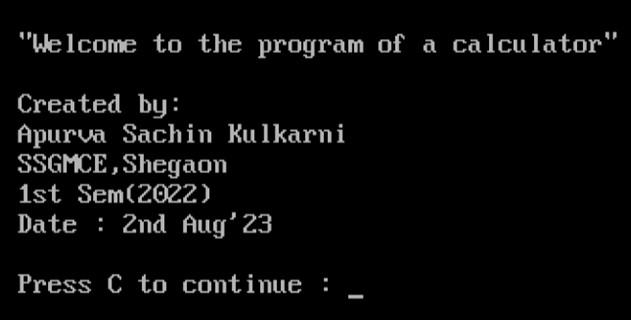 "Welcome to the program of a calculator"
Created by:
Apurva Sachin Kulkarni
SSGMCE,Shegaon
1st Sem(2022)
Date : 2nd Aug'23
Press C to continue : _